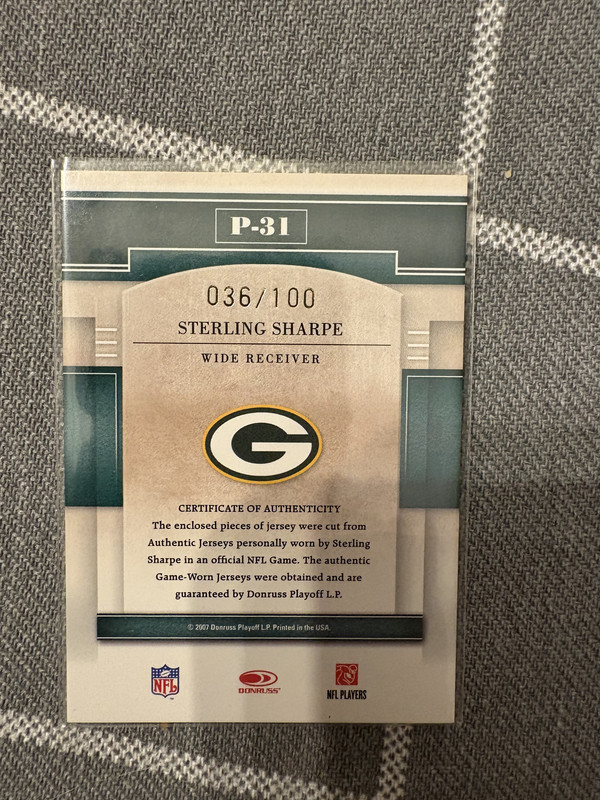 P-31
036/100
STERLING SHARPE
WIDE RECEIVER
G
CERTIFICATE OF AUTHENTICITY
The enclosed pieces of jersey were cut from
Authentic Jerseys personally worn by Sterling
Sharpe in an official NFL Game. The authentic
Game-Worn Jerseys were obtained and are
guaranteed by Donruss Playoff L.P.
© 2007 Donruss Playoff L.P. Printed in the USA.
NFL
DONRUSS
NFL PLAYERS